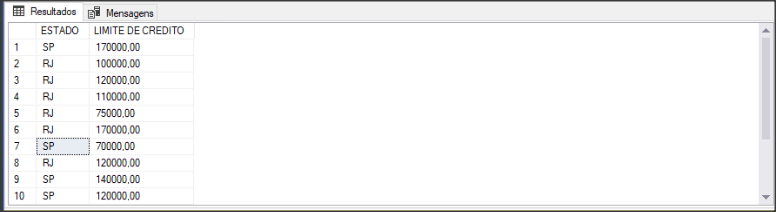 Resultados Mensagens
ESTADO LIMITE DE CREDITO
1 SP 170000,00
2 RJ 100000,00
3 RJ 120000,00
4 RJ 110000,00
5 RJ 75000,00
6 RJ 170000,00
7 SP 70000,00
8 RJ 120000,00
9 SP 140000,00
10 SP 120000,00